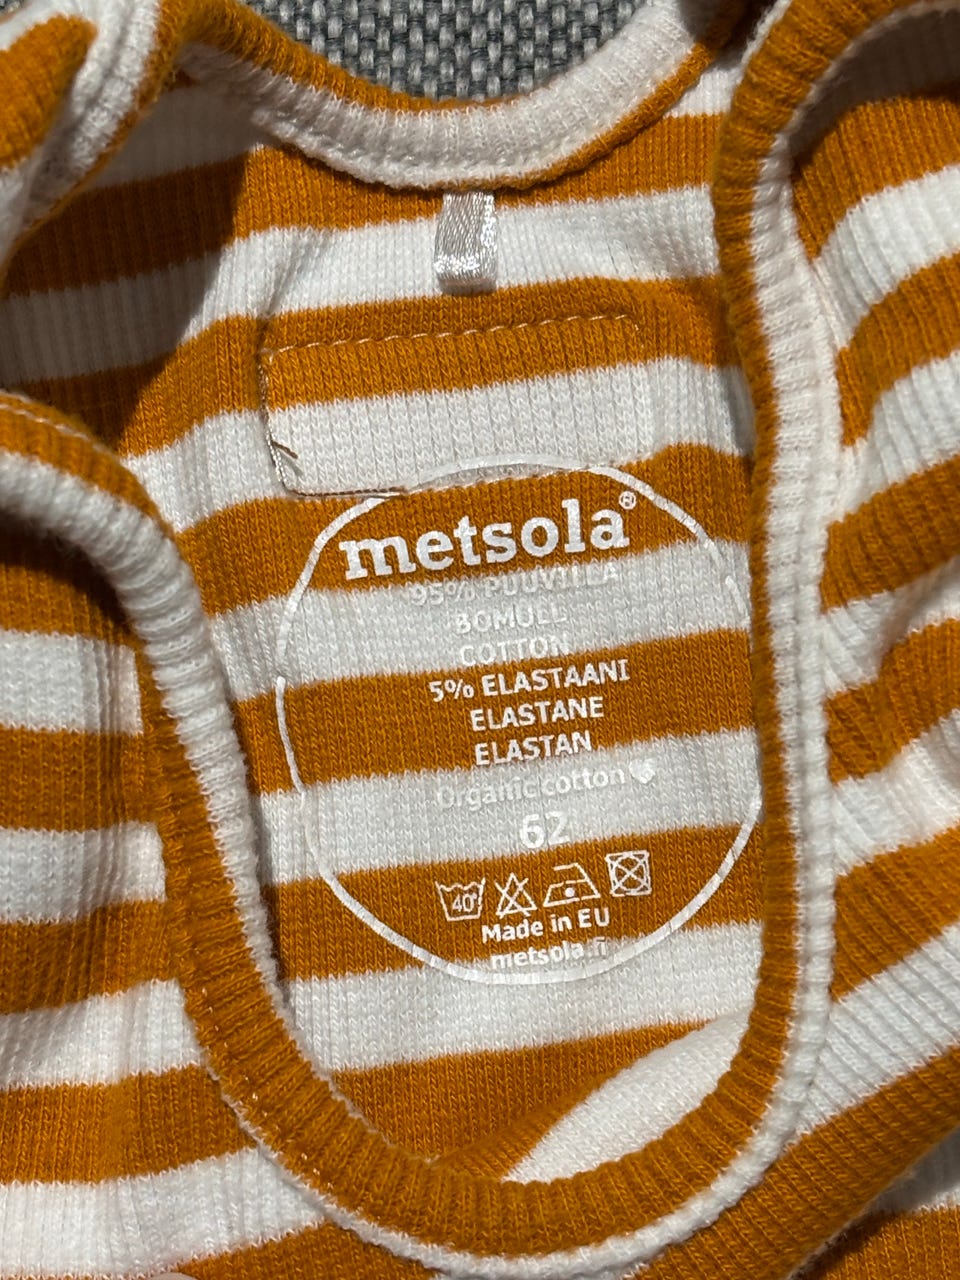 metsola®
95% PUUVILLA
BOMULL
COTTON
5% ELASTAANI
ELASTANE
ELASTAN
Organic cotton
62
40°
Made in EU
metsola.fi